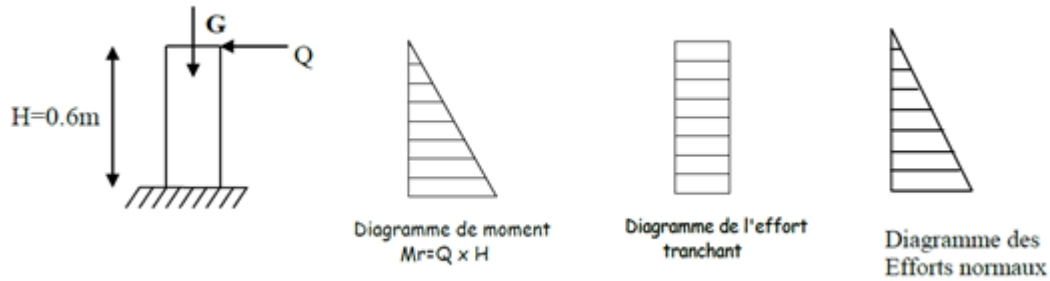 G
Q
H=0.6m
Diagramme de moment
Mr=Q x H
Diagramme de l'effort
tranchant
Diagramme des
Efforts normaux